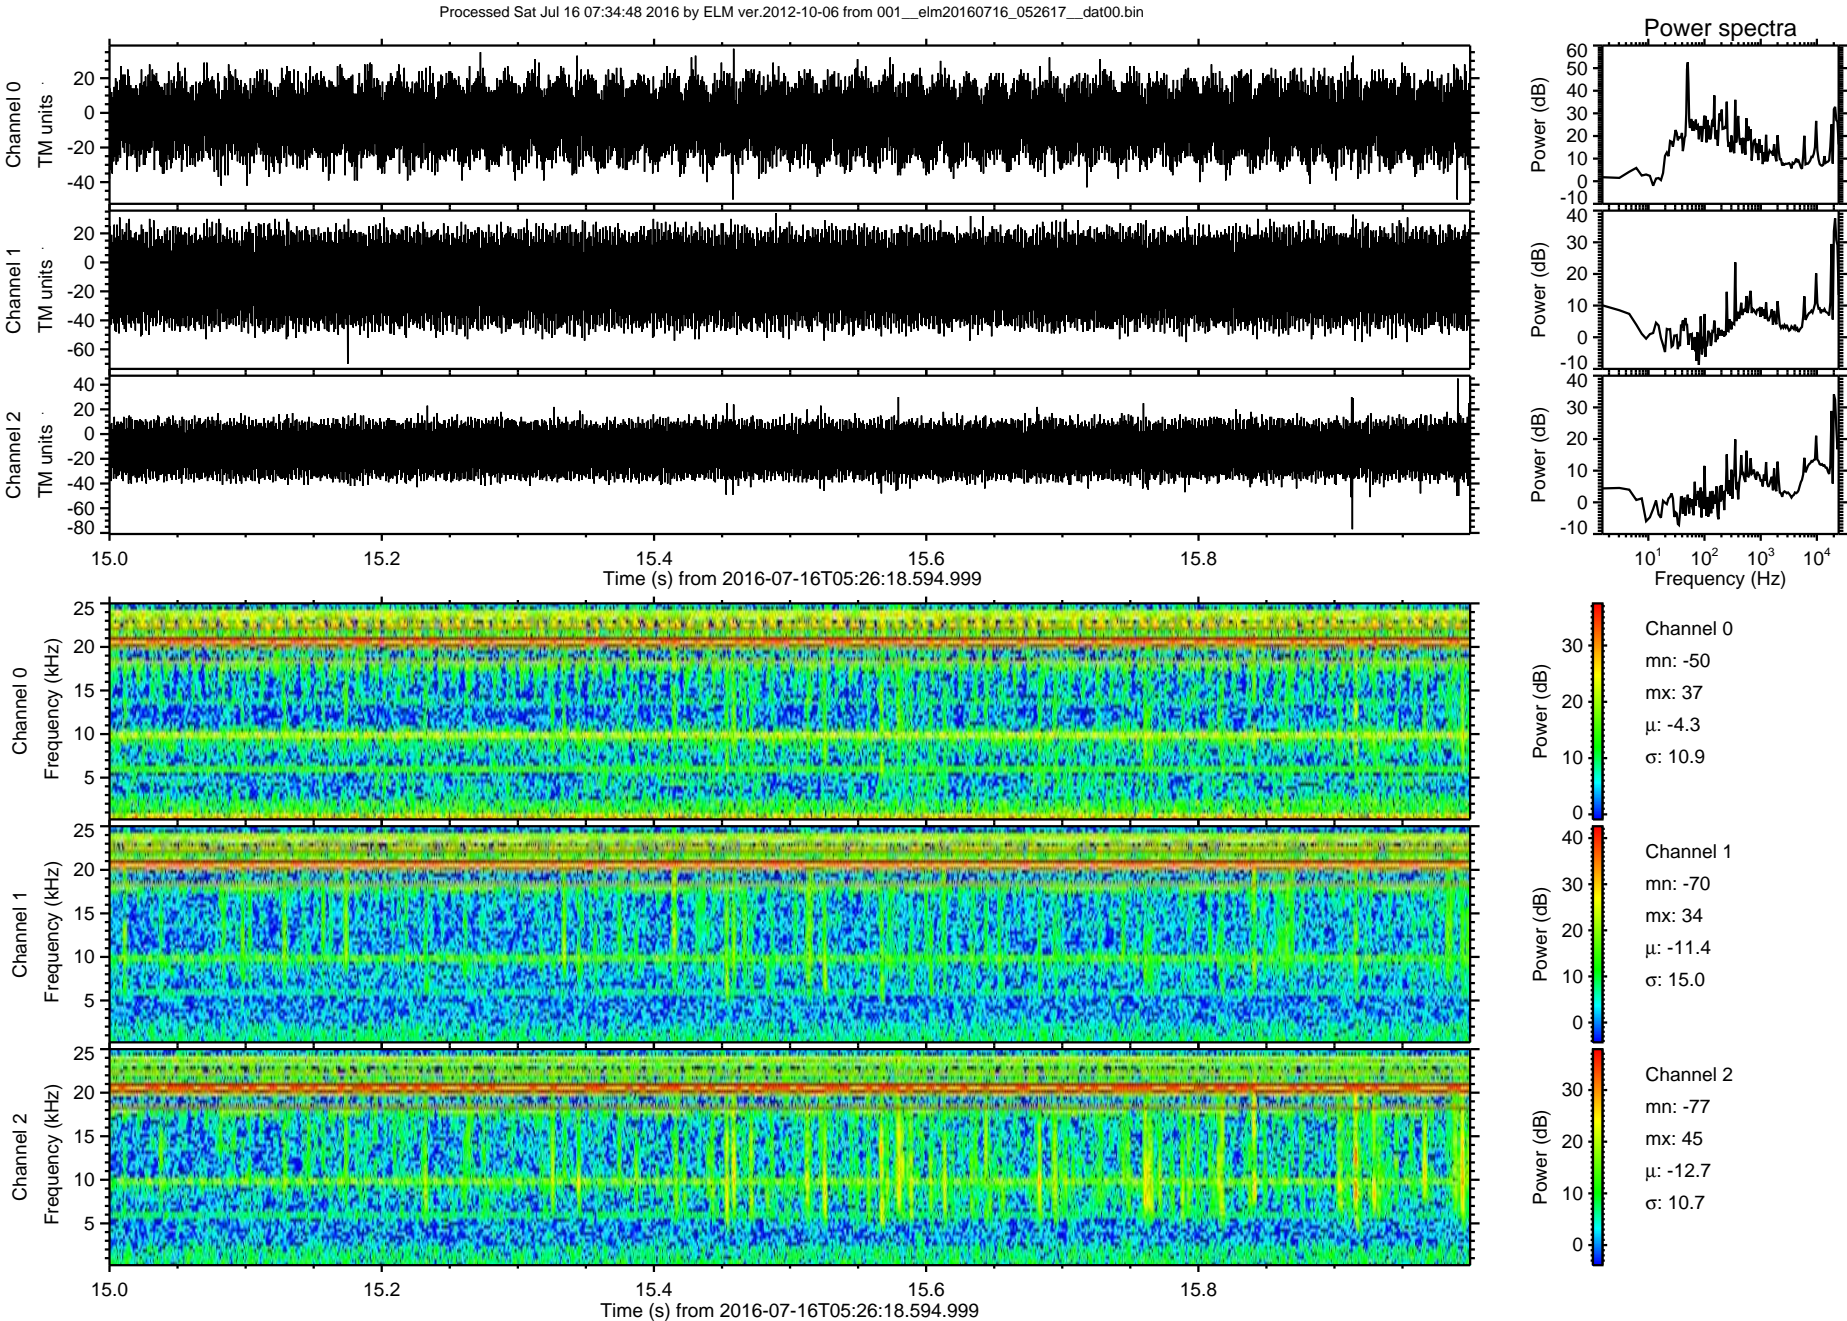 Processed Sat Jul 16 07:34:48 2016 by ELM ver.2012-10-06 from 001__elm20160716_052617__dat00.bin
Power spectra
Channel 0
TM units
20
0
-20
-40
Power (dB)
60
50
40
30
20
10
0
-10
Channel 1
TM units
20
0
-20
-40
-60
Power (dB)
40
30
20
10
0
-10
Channel 2
TM units
40
20
0
-20
-40
-60
-80
Power (dB)
40
30
20
10
0
-10
15.0 15.2 15.4 15.6 15.8
Time (s) from 2016-07-16T05:26:18.594.999
10^1 10^2 10^3 10^4
Frequency (Hz)
Channel 0
Frequency (kHz)
25
20
15
10
5
Power (dB)
30
20
10
0
Channel 0
mn: -50
mx: 37
μ: -4.3
σ: 10.9
Channel 1
Frequency (kHz)
25
20
15
10
5
Power (dB)
40
30
20
10
0
Channel 1
mn: -70
mx: 34
μ: -11.4
σ: 15.0
Channel 2
Frequency (kHz)
25
20
15
10
5
Power (dB)
30
20
10
0
Channel 2
mn: -77
mx: 45
μ: -12.7
σ: 10.7
15.0 15.2 15.4 15.6 15.8
Time (s) from 2016-07-16T05:26:18.594.999